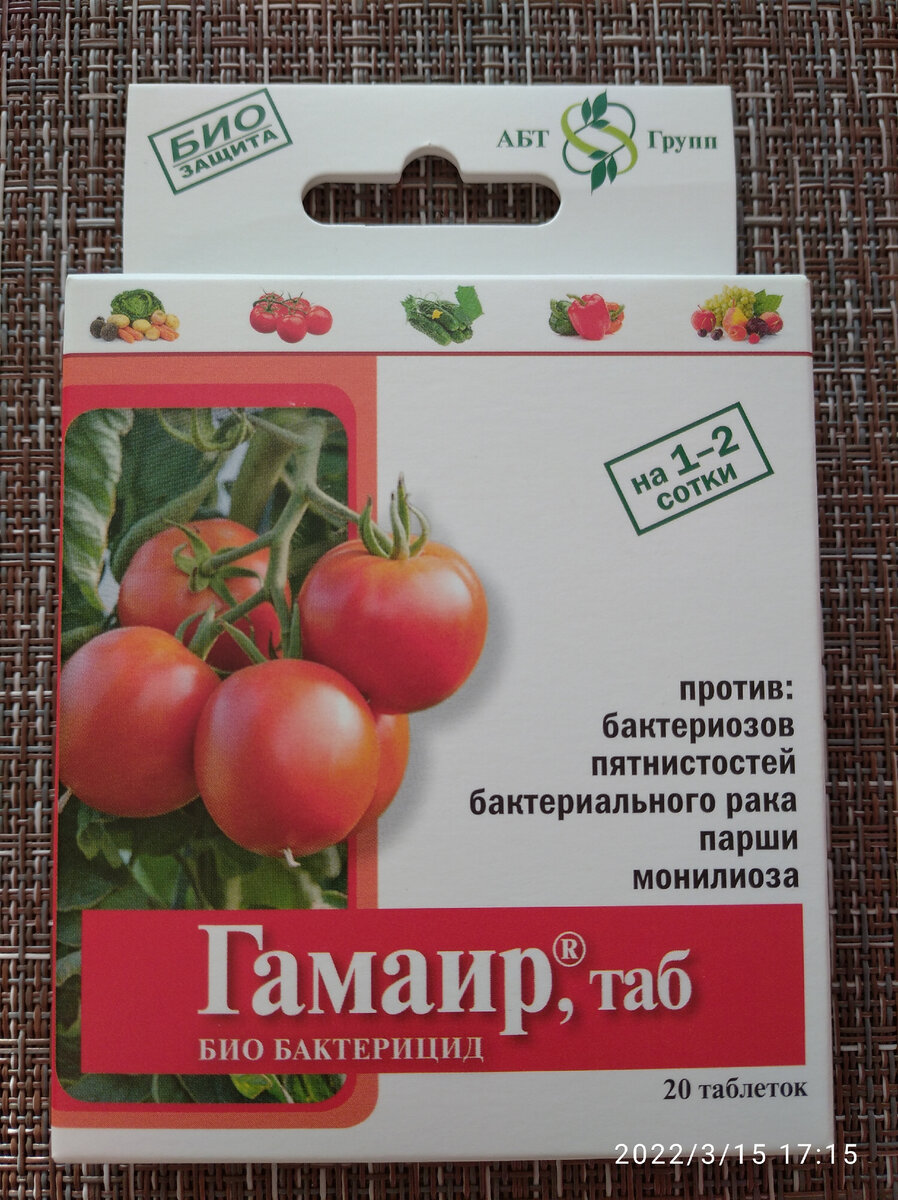 БИО
ЗАЩИТА
АБТ Групп
на 1–2
сотки
против:
бактериозов
пятнистостей
бактериального рака
парши
монилиоза
Гамаир®, таб
БИО БАКТЕРИЦИД
20 таблеток
2022/3/15 17:15